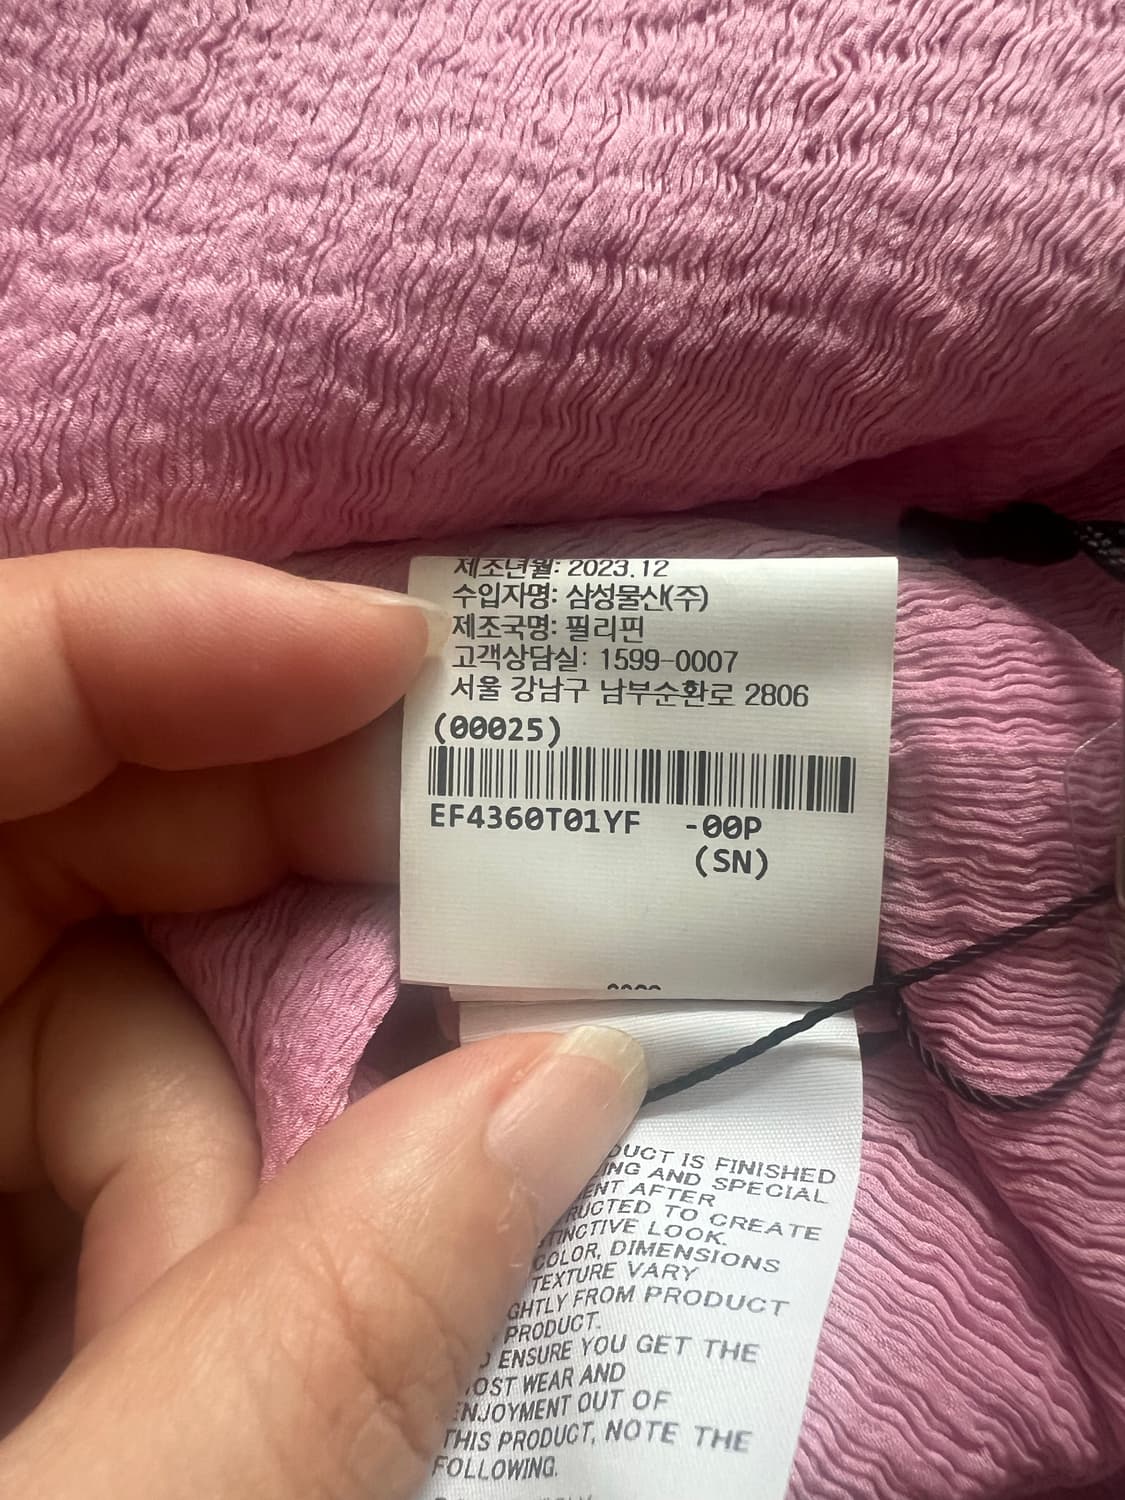 제조년월: 2023.12
수입자명: 삼성물산(주)
제조국명: 필리핀
고객상담실: 1599-0007
서울 강남구 남부순환로 2806
(00025)
EF4360T01YF -00P
(SN)
IS FINISHED
AND SPECIAL
AFTER
TO CREATE
LOOK.
COLOR, DIMENSIONS
TEXTURE VARY
FROM PRODUCT
PRODUCT.
ENSURE YOU GET THE
WEAR AND
ENJOYMENT OUT OF
THIS PRODUCT, NOTE THE
FOLLOWING.